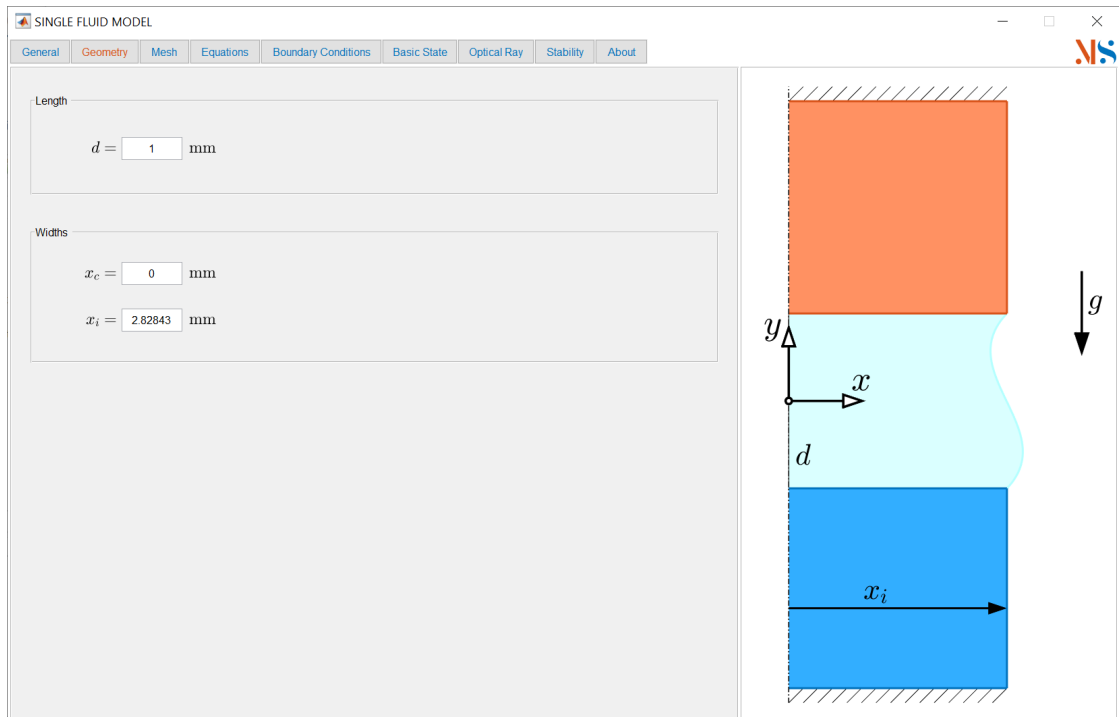 SINGLE FLUID MODEL
General Geometry Mesh Equations Boundary Conditions Basic State Optical Ray Stability About
MS
Length
d = 1 mm
Widths
x_c = 0 mm
x_i = 2.82843 mm
y
x
d
x_i
g